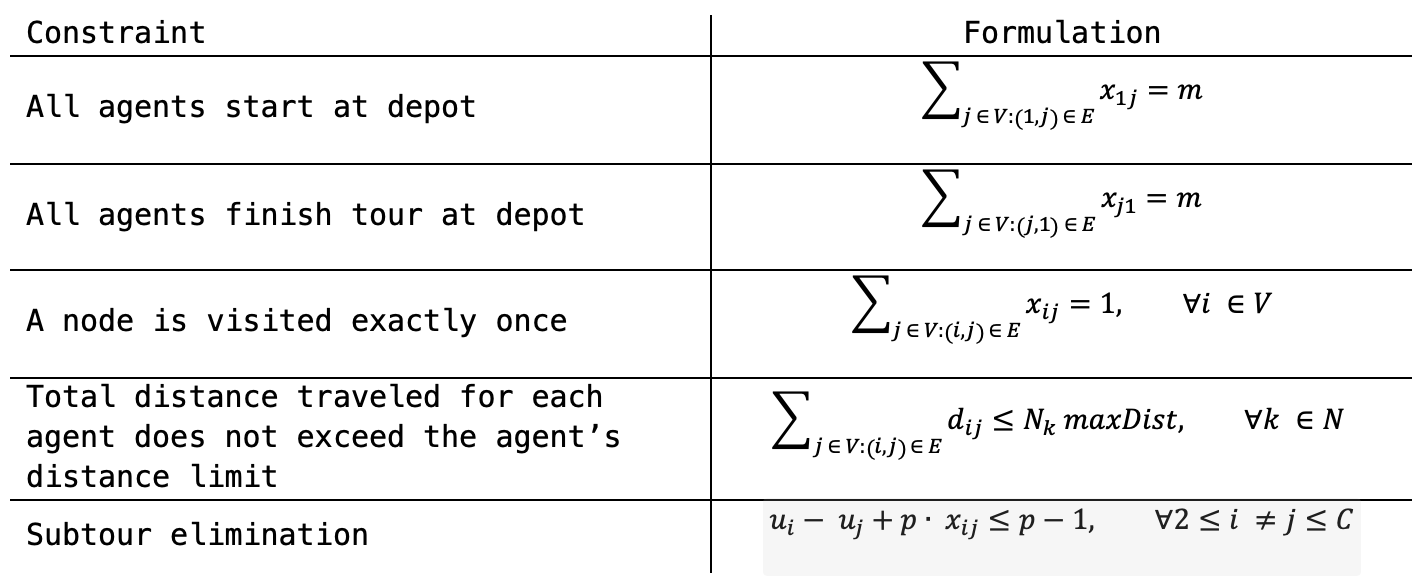 Constraint Formulation
All agents start at depot ∑_{j∈V:(1,j)∈E} x_{1j} = m
All agents finish tour at depot ∑_{j∈V:(j,1)∈E} x_{j1} = m
A node is visited exactly once ∑_{j∈V:(i,j)∈E} x_{ij} = 1, ∀i ∈ V
Total distance traveled for each
agent does not exceed the agent’s
distance limit ∑_{j∈V:(i,j)∈E} d_{ij} ≤ N_k maxDist, ∀k ∈ N
Subtour elimination u_i − u_j + p · x_{ij} ≤ p − 1, ∀2 ≤ i ≠ j ≤ C